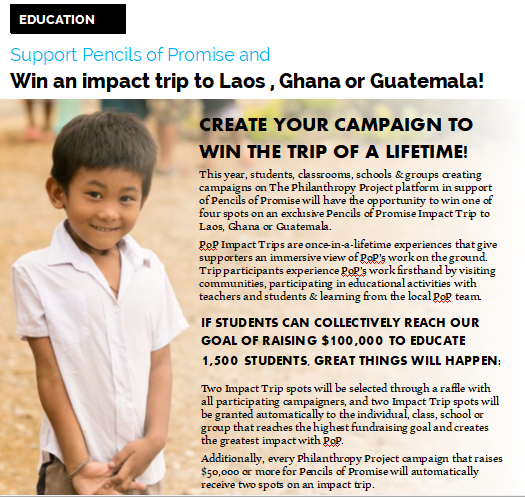 EDUCATION
Support Pencils of Promise and
Win an impact trip to Laos , Ghana or Guatemala!
CREATE YOUR CAMPAIGN TO
WIN THE TRIP OF A LIFETIME!
This year, students, classrooms, schools & groups creating
campaigns on The Philanthropy Project platform in support
of Pencils of Promise will have the opportunity to win one of
four spots on an exclusive Pencils of Promise Impact Trip to
Laos, Ghana or Guatemala.
PoP Impact Trips are once-in-a-lifetime experiences that give
supporters an immersive view of PoP's work on the ground.
Trip participants experience PoP's work firsthand by visiting
communities, participating in educational activities with
teachers and students & learning from the local PoP team.
IF STUDENTS CAN COLLECTIVELY REACH OUR
GOAL OF RAISING $100,000 TO EDUCATE
1,500 STUDENTS, GREAT THINGS WILL HAPPEN:
Two Impact Trip spots will be selected through a raffle with
all participating campaigners, and two Impact Trip spots will
be granted automatically to the individual, class, school or
group that reaches the highest fundraising goal and creates
the greatest impact with PoP.
Additionally, every Philanthropy Project campaign that raises
$50,000 or more for Pencils of Promise will automatically
receive two spots on an impact trip.